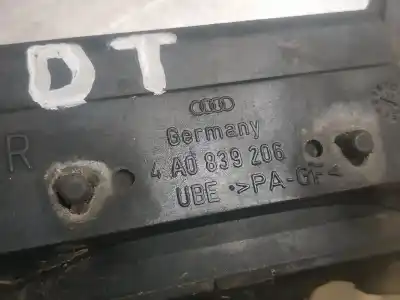 DT
Germany
R
4A0 839 206
UBE >PA-GF<